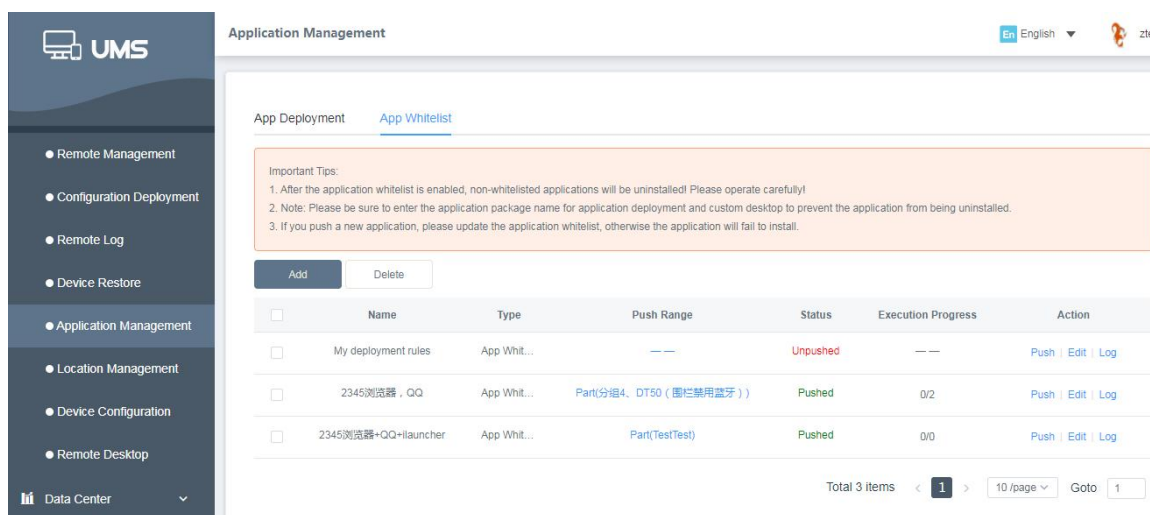 UMS
Application Management
En English
App Deployment App Whitelist
Remote Management
Configuration Deployment
Remote Log
Device Restore
Application Management
Location Management
Device Configuration
Remote Desktop
Data Center
Important Tips:
1. After the application whitelist is enabled, non-whitelisted applications will be uninstalled! Please operate carefully!
2. Note: Please be sure to enter the application package name for application deployment and custom desktop to prevent the application from being uninstalled.
3. If you push a new application, please update the application whitelist, otherwise the application will fail to install.
Add Delete
Name Type Push Range Status Execution Progress Action
My deployment rules App Whit... — — Unpushed — — Push | Edit | Log
2345浏览器，QQ App Whit... Part(分组4、DT50（围栏禁用蓝牙）) Pushed 0/2 Push | Edit | Log
2345浏览器+QQ+ilauncher App Whit... Part(TestTest) Pushed 0/0 Push | Edit | Log
Total 3 items < 1 > 10 /page Goto 1